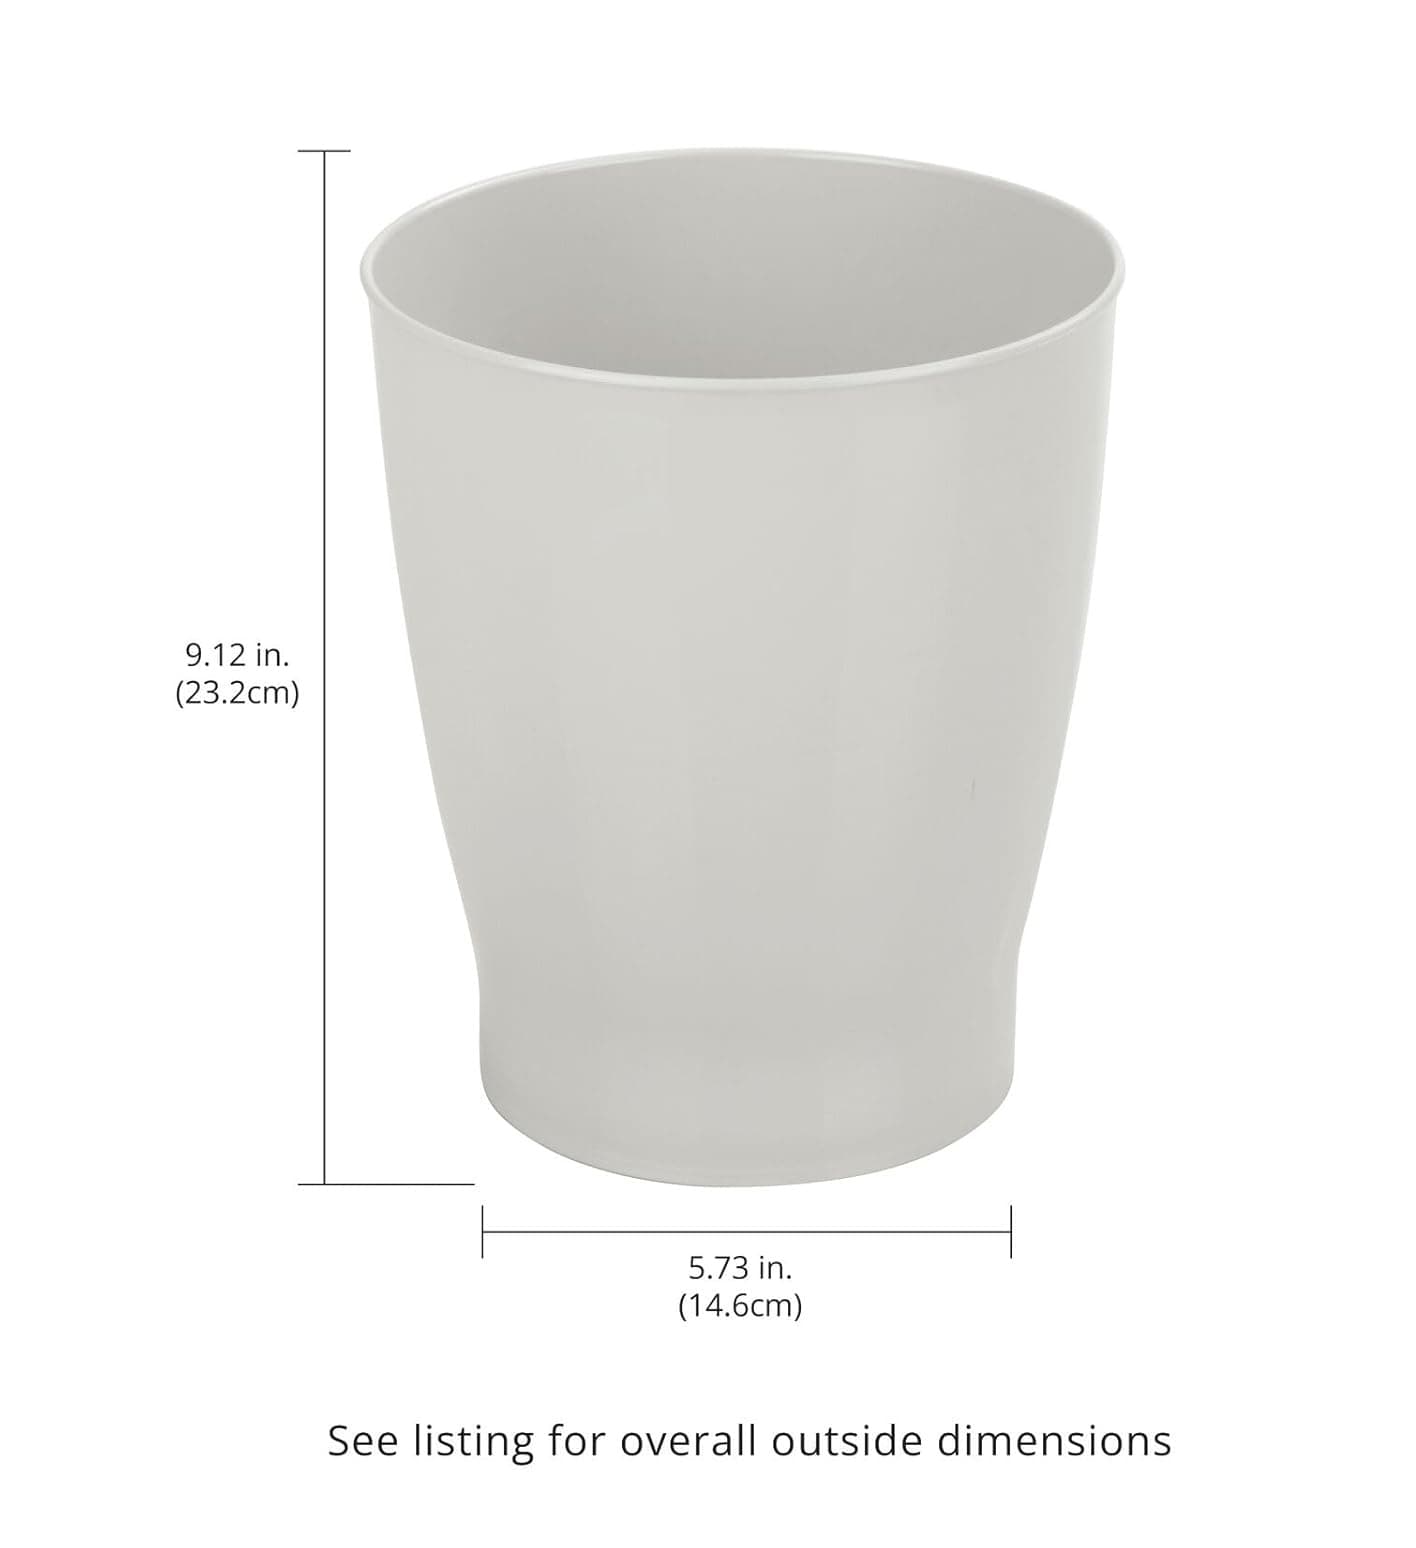 9.12 in.
(23.2cm)
5.73 in.
(14.6cm)
See listing for overall outside dimensions